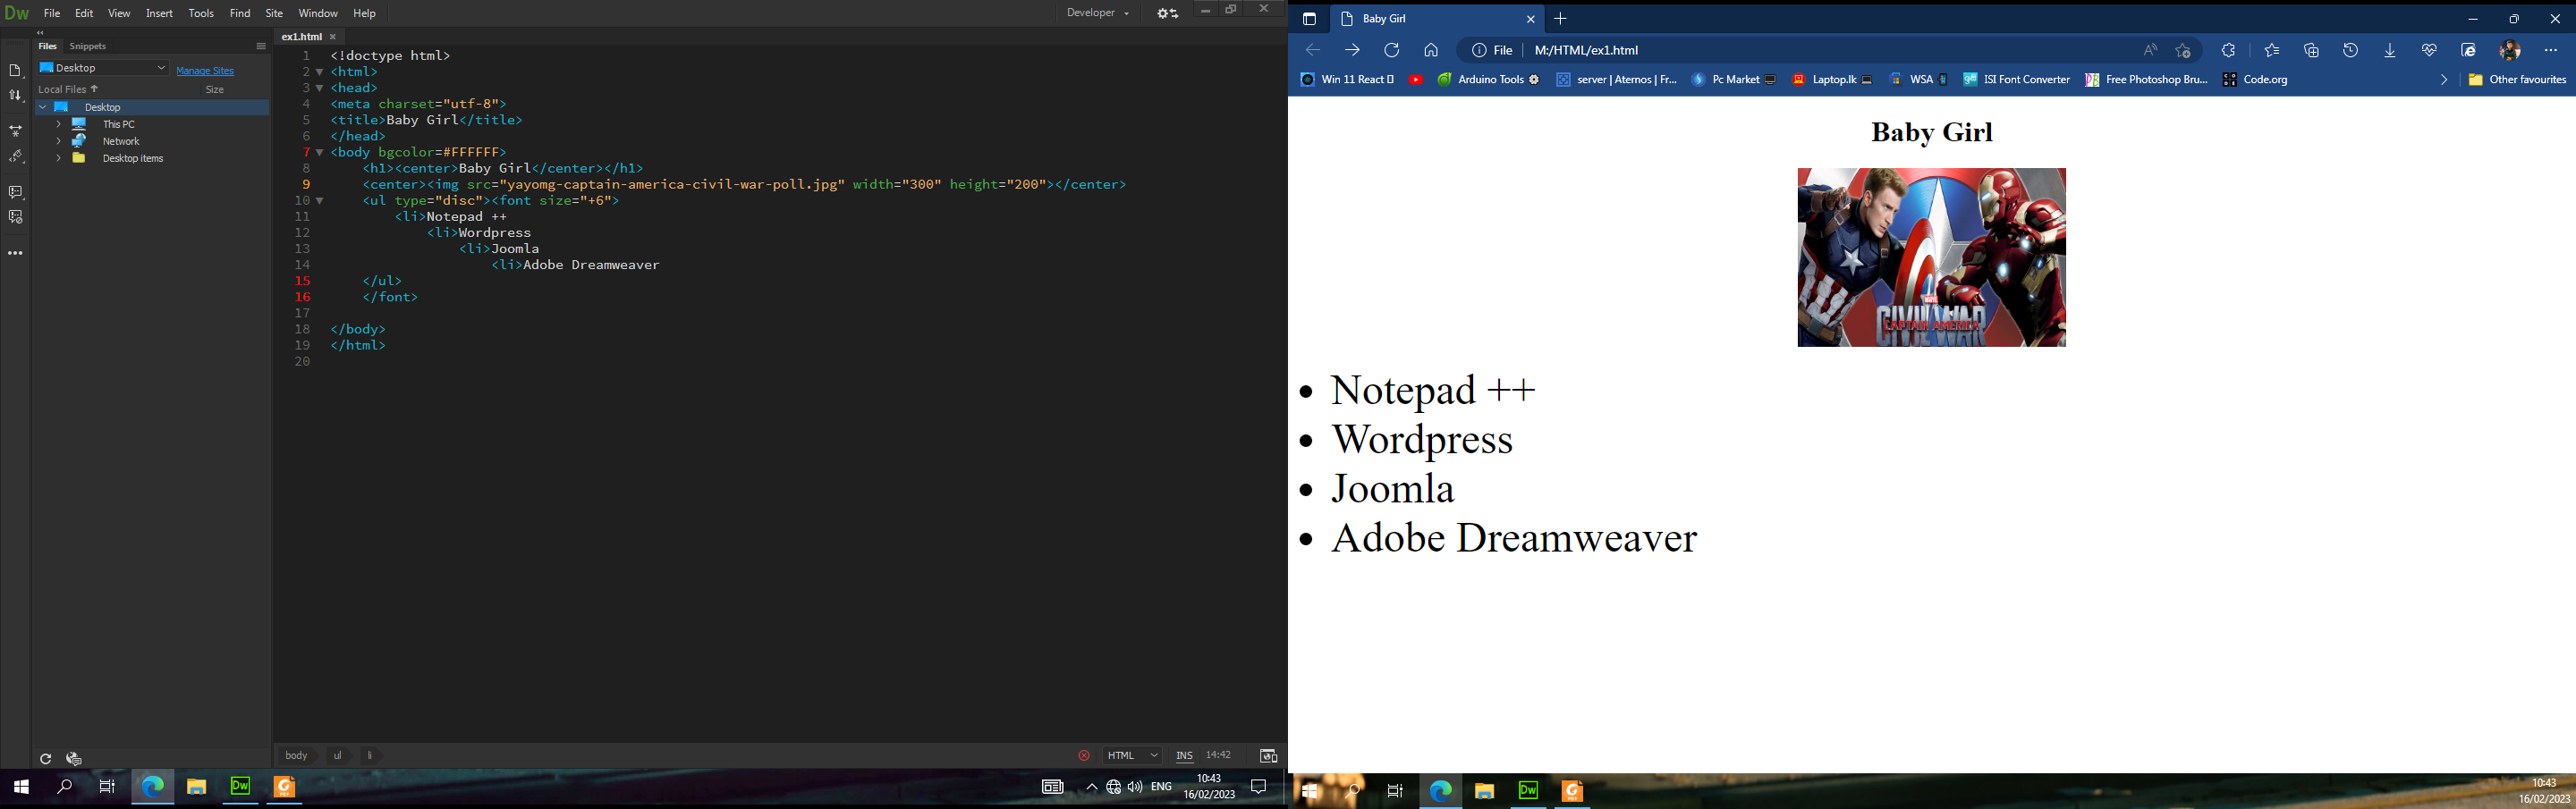 Dw File Edit View Insert Tools Find Site Window Help Developer
Files Snippets
Desktop Manage Sites
Local Files Size
Desktop
This PC
Network
Desktop items
ex1.html
1 <!doctype html>
2 <html>
3 <head>
4 <meta charset="utf-8">
5 <title>Baby Girl</title>
6 </head>
7 <body bgcolor=#FFFFFF>
8 <h1><center>Baby Girl</center></h1>
9 <center><img src="yayomg-captain-america-civil-war-poll.jpg" width="300" height="200"></center>
10 <ul type="disc"><font size="+6">
11 <li>Notepad ++
12 <li>Wordpress
13 <li>Joomla
14 <li>Adobe Dreamweaver
15 </ul>
16 </font>
17
18 </body>
19 </html>
20
body ul li HTML INS 14:42
Dw ENG 10:43
16/02/2023
Baby Girl
File M:/HTML/ex1.html
Win 11 React Arduino Tools server | Aternos | Fr... Pc Market Laptop.lk WSA ISI Font Converter Free Photoshop Bru... Code.org Other favourites
Baby Girl
MARVEL
CIVIL WAR
CAPTAIN AMERICA
• Notepad ++
• Wordpress
• Joomla
• Adobe Dreamweaver
Dw 10:43
16/02/2023